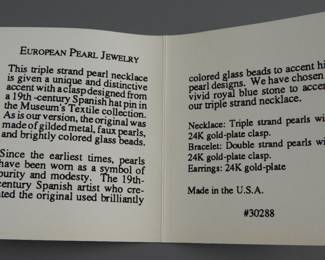 EUROPEAN PEARL JEWELRY
This triple strand pearl necklace
is given a unique and distinctive
accent with a clasp designed from
a 19th -century Spanish hat pin in
the Museum's Textile collection.
As is our version, the original was
made of gilded metal, faux pearls,
and brightly colored glass beads.
Since the earliest times, pearls
have been worn as a symbol of
purity and modesty. The 19th-
century Spanish artist who cre-
ated the original used brilliantly
colored glass beads to accent hi
pearl designs. We have chosen
vivid royal blue stone to accen
our triple strand necklace.
Necklace: Triple strand pearls wi
24K gold-plate clasp.
Bracelet: Double strand pearls wi
24K gold-plate clasp.
Earrings: 24K gold-plate
Made in the U.S.A.
#30288